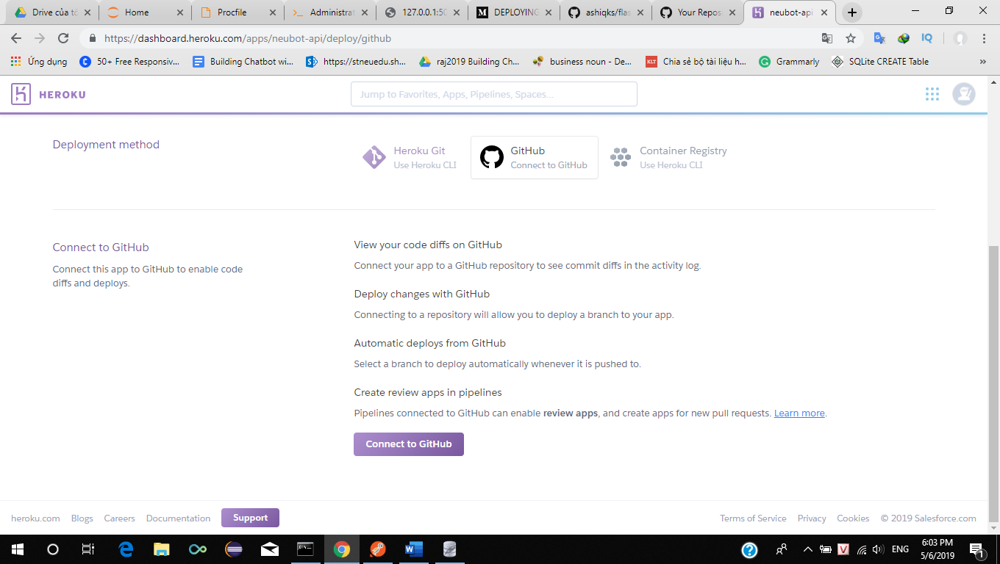 Drive của tô
Home
Procfile
Administrat
127.0.0.1:50
DEPLOYING
ashiqks/flas
Your Reposi
neubot-api
https://dashboard.heroku.com/apps/neubot-api/deploy/github
Ứng dụng
50+ Free Responsiv...
Building Chatbot wi...
https://stneuedu.sh...
raj2019 Building Ch...
business noun - De...
KLT
Chia sẻ bộ tài liệu h...
Grammarly
SQLite CREATE Table
»
HEROKU
Jump to Favorites, Apps, Pipelines, Spaces...
Deployment method
Heroku Git
Use Heroku CLI
GitHub
Connect to GitHub
Container Registry
Use Heroku CLI
Connect to GitHub
Connect this app to GitHub to enable code
diffs and deploys.
View your code diffs on GitHub
Connect your app to a GitHub repository to see commit diffs in the activity log.
Deploy changes with GitHub
Connecting to a repository will allow you to deploy a branch to your app.
Automatic deploys from GitHub
Select a branch to deploy automatically whenever it is pushed to.
Create review apps in pipelines
Pipelines connected to GitHub can enable review apps, and create apps for new pull requests. Learn more.
Connect to GitHub
heroku.com
Blogs
Careers
Documentation
Support
Terms of Service
Privacy
Cookies
© 2019 Salesforce.com
ENG
6:03 PM
5/6/2019
1